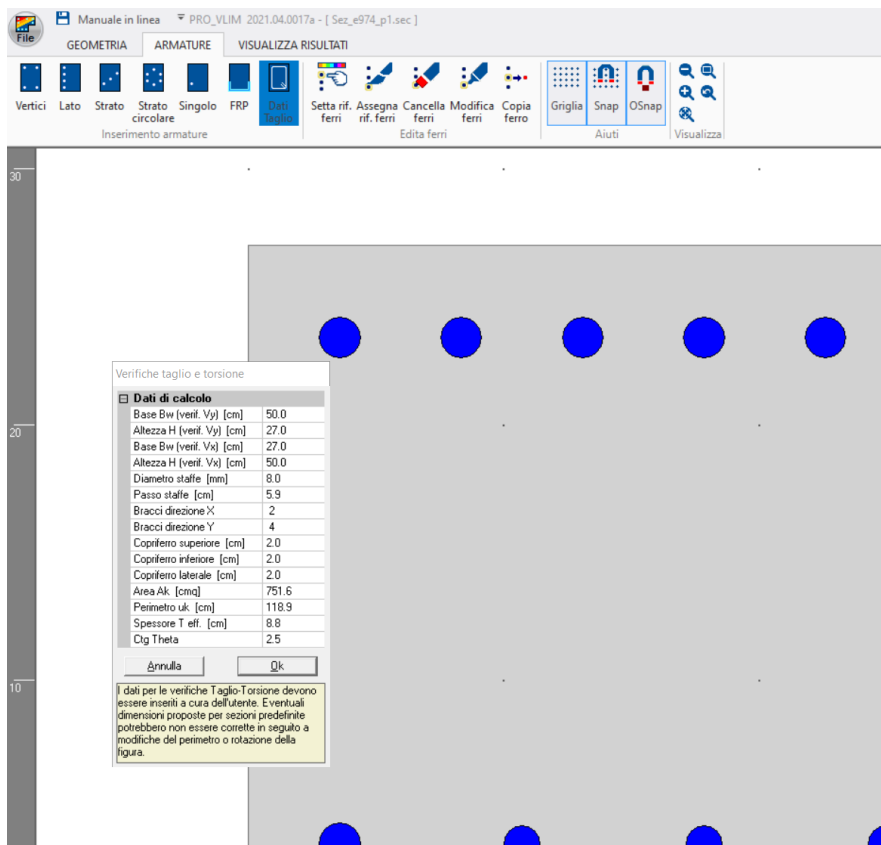 Manuale in linea PRO_VLIM 2021.04.0017a - [ Sez_e974_p1.sec ]
File
GEOMETRIA ARMATURE VISUALIZZA RISULTATI
Vertici Lato Strato Strato circolare Singolo FRP Dati Taglio Setta rif. ferri Assegna rif. ferri Cancella ferri Modifica ferri Copia ferro Griglia Snap OSnap
Inserimento armature Edita ferri Aiuti Visualizza
30
20
10
Verifiche taglio e torsione
Dati di calcolo
Base Bw (verif. Vy) [cm] 50.0
Altezza H (verif. Vy) [cm] 27.0
Base Bw (verif. Vx) [cm] 27.0
Altezza H (verif. Vx) [cm] 50.0
Diametro staffe [mm] 8.0
Passo staffe [cm] 5.9
Bracci direzione X 2
Bracci direzione Y 4
Copriferro superiore [cm] 2.0
Copriferro inferiore [cm] 2.0
Copriferro laterale [cm] 2.0
Area Ak [cmq] 751.6
Perimetro uk [cm] 118.9
Spessore T eff. [cm] 8.8
Ctg Theta 2.5
Annulla Ok
I dati per le verifiche Taglio-Torsione devono
essere inseriti a cura dell'utente. Eventuali
dimensioni proposte per sezioni predefinite
potrebbero non essere corrette in seguito a
modifiche del perimetro o rotazione della
figura.